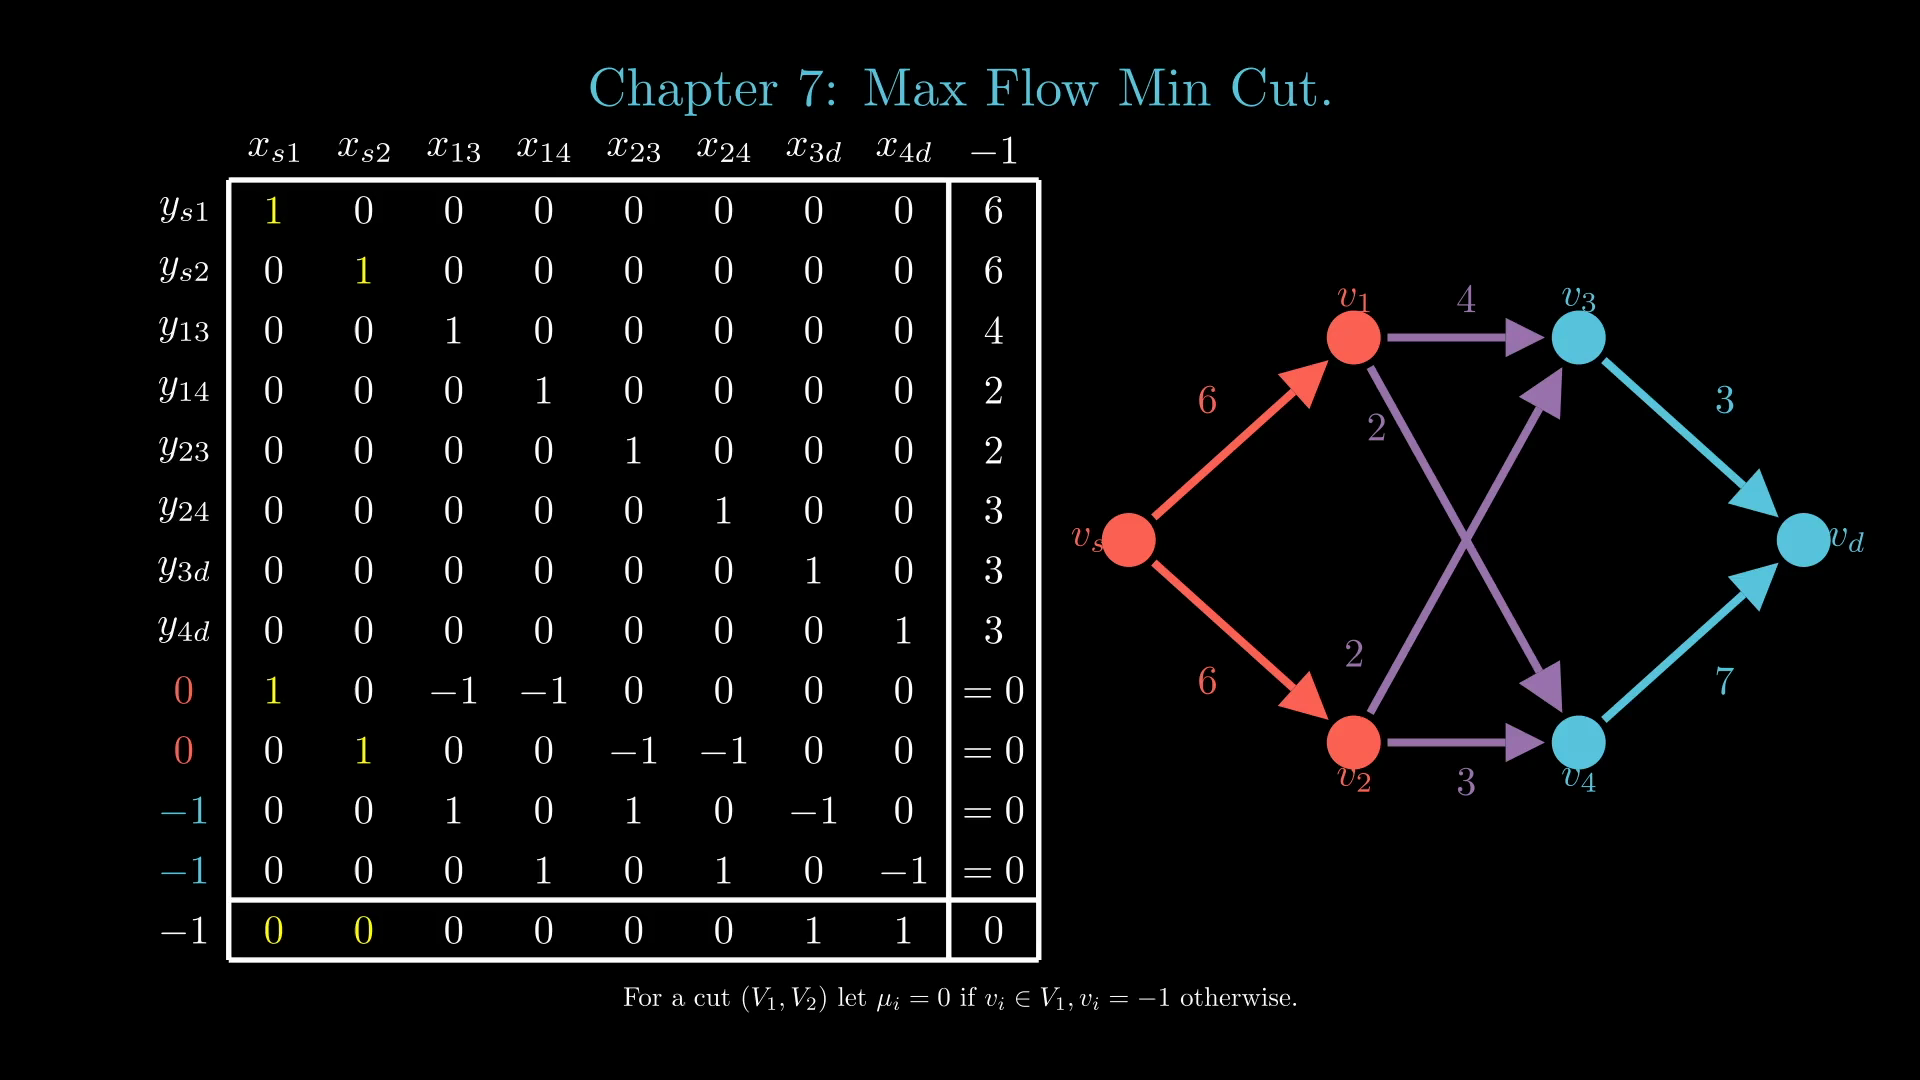 Chapter 7: Max Flow Min Cut.
x_{s1} x_{s2} x_{13} x_{14} x_{23} x_{24} x_{3d} x_{4d} −1
y_{s1} 1 0 0 0 0 0 0 0 6
y_{s2} 0 1 0 0 0 0 0 0 6
y_{13} 0 0 1 0 0 0 0 0 4
y_{14} 0 0 0 1 0 0 0 0 2
y_{23} 0 0 0 0 1 0 0 0 2
y_{24} 0 0 0 0 0 1 0 0 3
y_{3d} 0 0 0 0 0 0 1 0 3
y_{4d} 0 0 0 0 0 0 0 1 3
0 1 0 −1 −1 0 0 0 0 = 0
0 0 1 0 0 −1 −1 0 0 = 0
−1 0 0 1 0 1 0 −1 0 = 0
−1 0 0 0 1 0 1 0 −1 = 0
−1 0 0 0 0 0 0 1 1 0
v_1 4 v_3
6 2 3
v_s v_d
2
6 7
v_2 3 v_4
For a cut (V_1, V_2) let μ_i = 0 if v_i ∈ V_1, v_i = −1 otherwise.